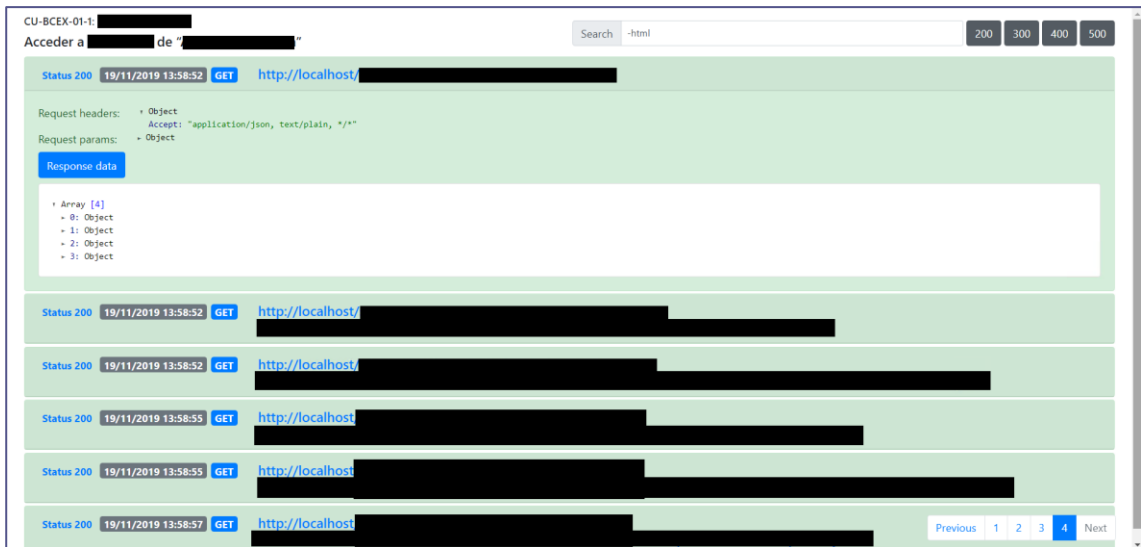 CU-BCEX-01-1:
Acceder a de "/ "
Search -html 200 300 400 500
Status 200 19/11/2019 13:58:52 GET http://localhost/
Request headers: Object
Accept: "application/json, text/plain, */*"
Request params: Object
Response data
Array [4]
0: Object
1: Object
2: Object
3: Object
Status 200 19/11/2019 13:58:52 GET http://localhost/
Status 200 19/11/2019 13:58:52 GET http://localhost/
Status 200 19/11/2019 13:58:55 GET http://localhost
Status 200 19/11/2019 13:58:55 GET http://localhost
Status 200 19/11/2019 13:58:57 GET http://localhost
Previous 1 2 3 4 Next